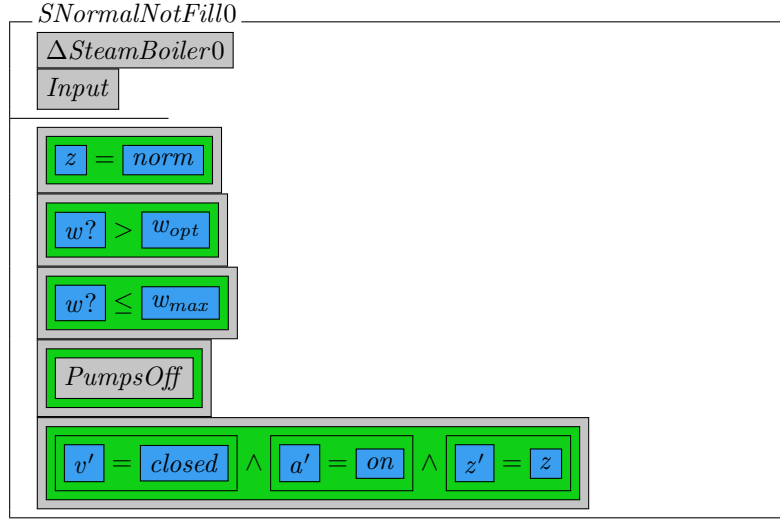 SNormalNotFill0
ΔSteamBoiler0
Input
z = norm
w? > w_opt
w? ≤ w_max
PumpsOff
v′ = closed ∧ a′ = on ∧ z′ = z